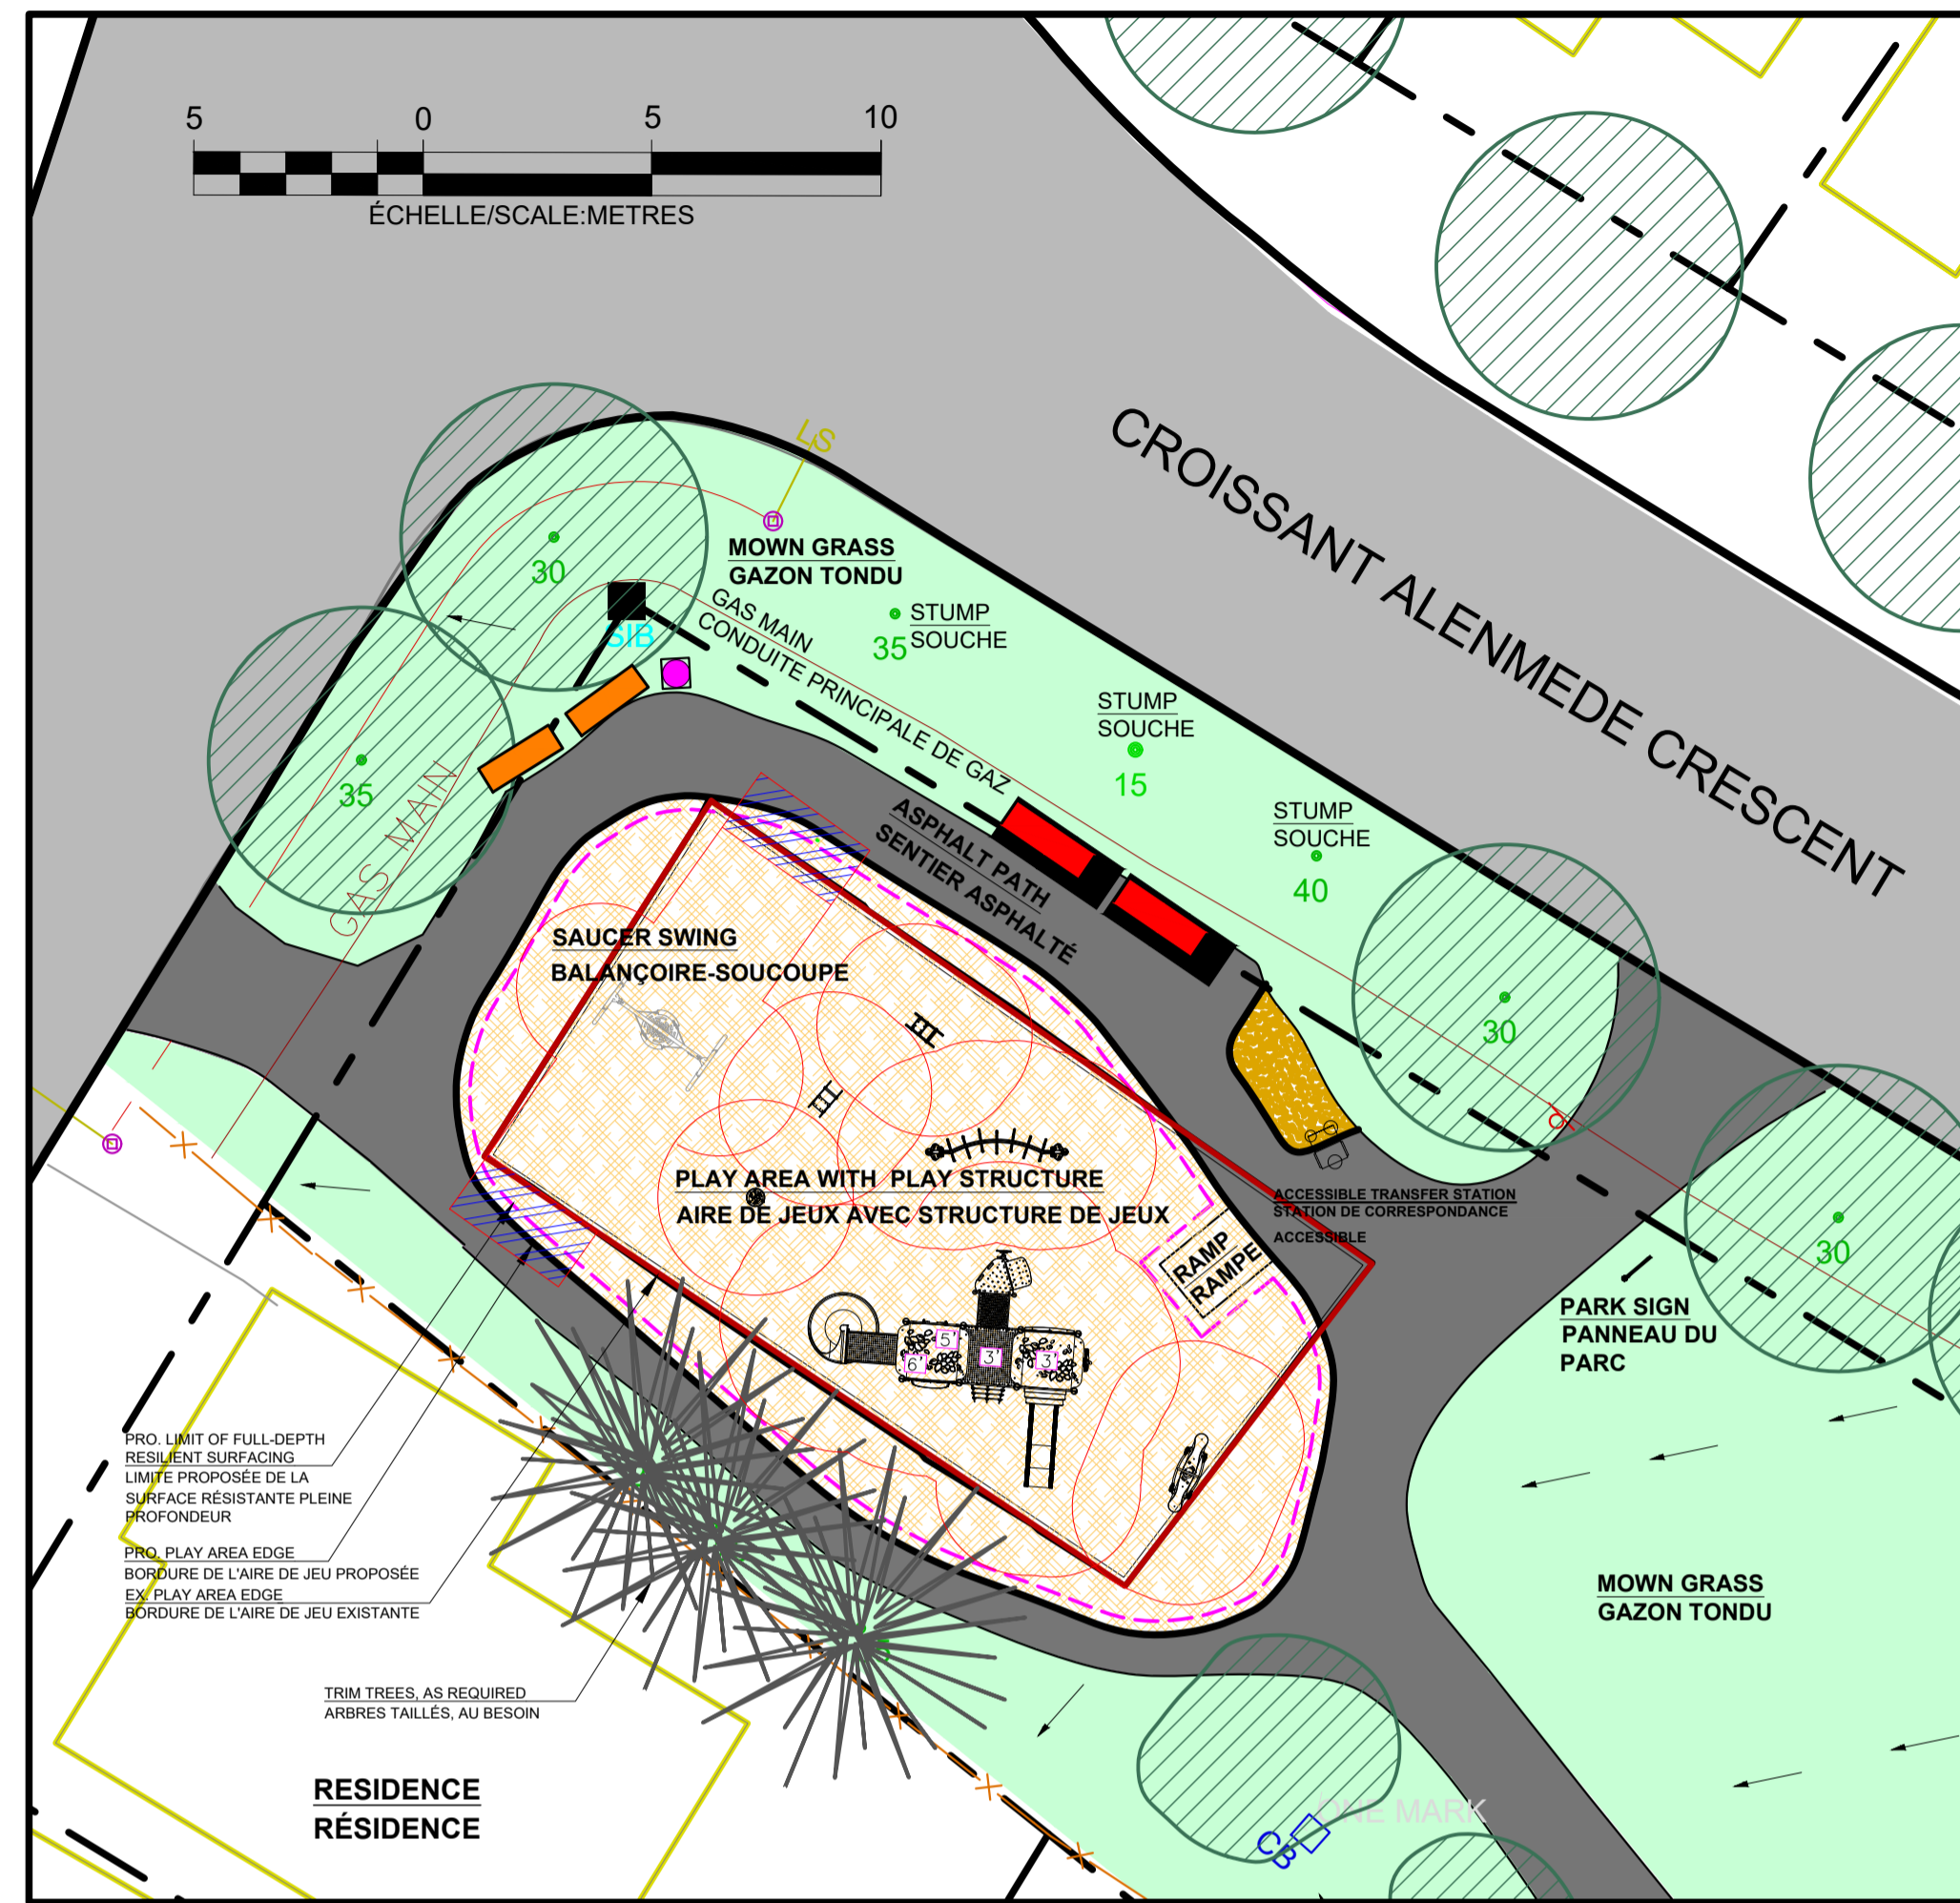 5 0 5 10
ÉCHELLE/SCALE:METRES
CROISSANT ALENMEDE CRESCENT
LS
MOWN GRASS
GAZON TONDU
30
SIB
GAS MAIN
CONDUITE PRINCIPALE DE GAZ
STUMP
SOUCHE
35
STUMP
SOUCHE
15
STUMP
SOUCHE
40
35
GAS MAIN
ASPHALT PATH
SENTIER ASPHALTÉ
SAUCER SWING
BALANÇOIRE-SOUCOUPE
30
PLAY AREA WITH PLAY STRUCTURE
AIRE DE JEUX AVEC STRUCTURE DE JEUX
ACCESSIBLE TRANSFER STATION
STATION DE CORRESPONDANCE
ACCESSIBLE
RAMP
RAMPE
30
PARK SIGN
PANNEAU DU
PARC
5'
6'
3'
3'
PRO. LIMIT OF FULL-DEPTH
RESILIENT SURFACING
LIMITE PROPOSÉE DE LA
SURFACE RÉSISTANTE PLEINE
PROFONDEUR
PRO. PLAY AREA EDGE
BORDURE DE L'AIRE DE JEU PROPOSÉE
EX. PLAY AREA EDGE
BORDURE DE L'AIRE DE JEU EXISTANTE
MOWN GRASS
GAZON TONDU
TRIM TREES, AS REQUIRED
ARBRES TAILLÉS, AU BESOIN
RESIDENCE
RÉSIDENCE
ONE MARK
CB